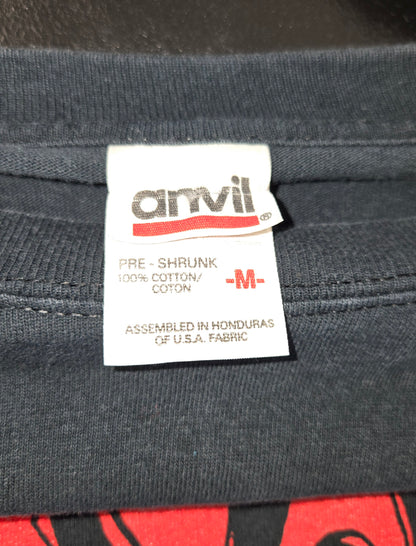 anvil®
PRE-SHRUNK
100% COTTON/
COTON
-M-
ASSEMBLED IN HONDURAS
OF U.S.A. FABRIC